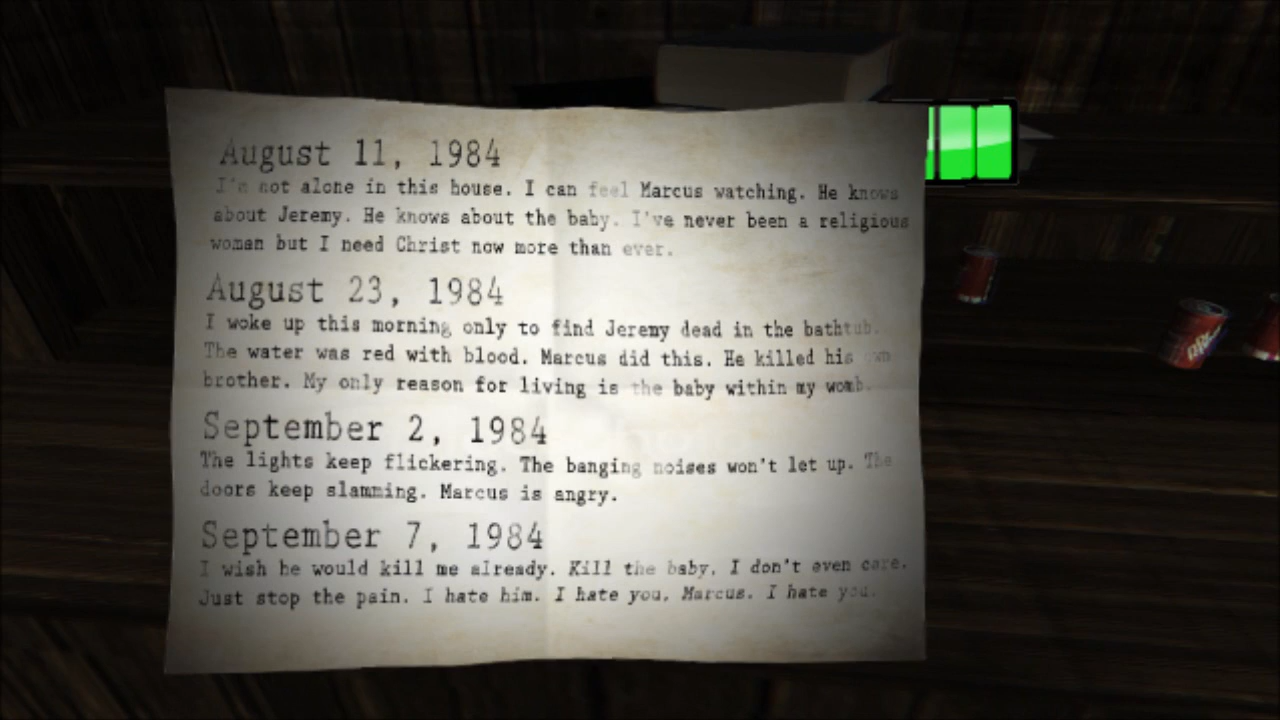 August 11, 1984
I'm not alone in this house. I can feel Marcus watching. He knows
about Jeremy. He knows about the baby. I've never been a religious
woman but I need Christ now more than ever.
August 23, 1984
I woke up this morning only to find Jeremy dead in the bathtub.
The water was red with blood. Marcus did this. He killed his own
brother. My only reason for living is the baby within my womb.
September 2, 1984
The lights keep flickering. The banging noises won't let up. The
doors keep slamming. Marcus is angry.
September 7, 1984
I wish he would kill me already. Kill the baby. I don't even care.
Just stop the pain. I hate him. I hate you, Marcus. I hate you.